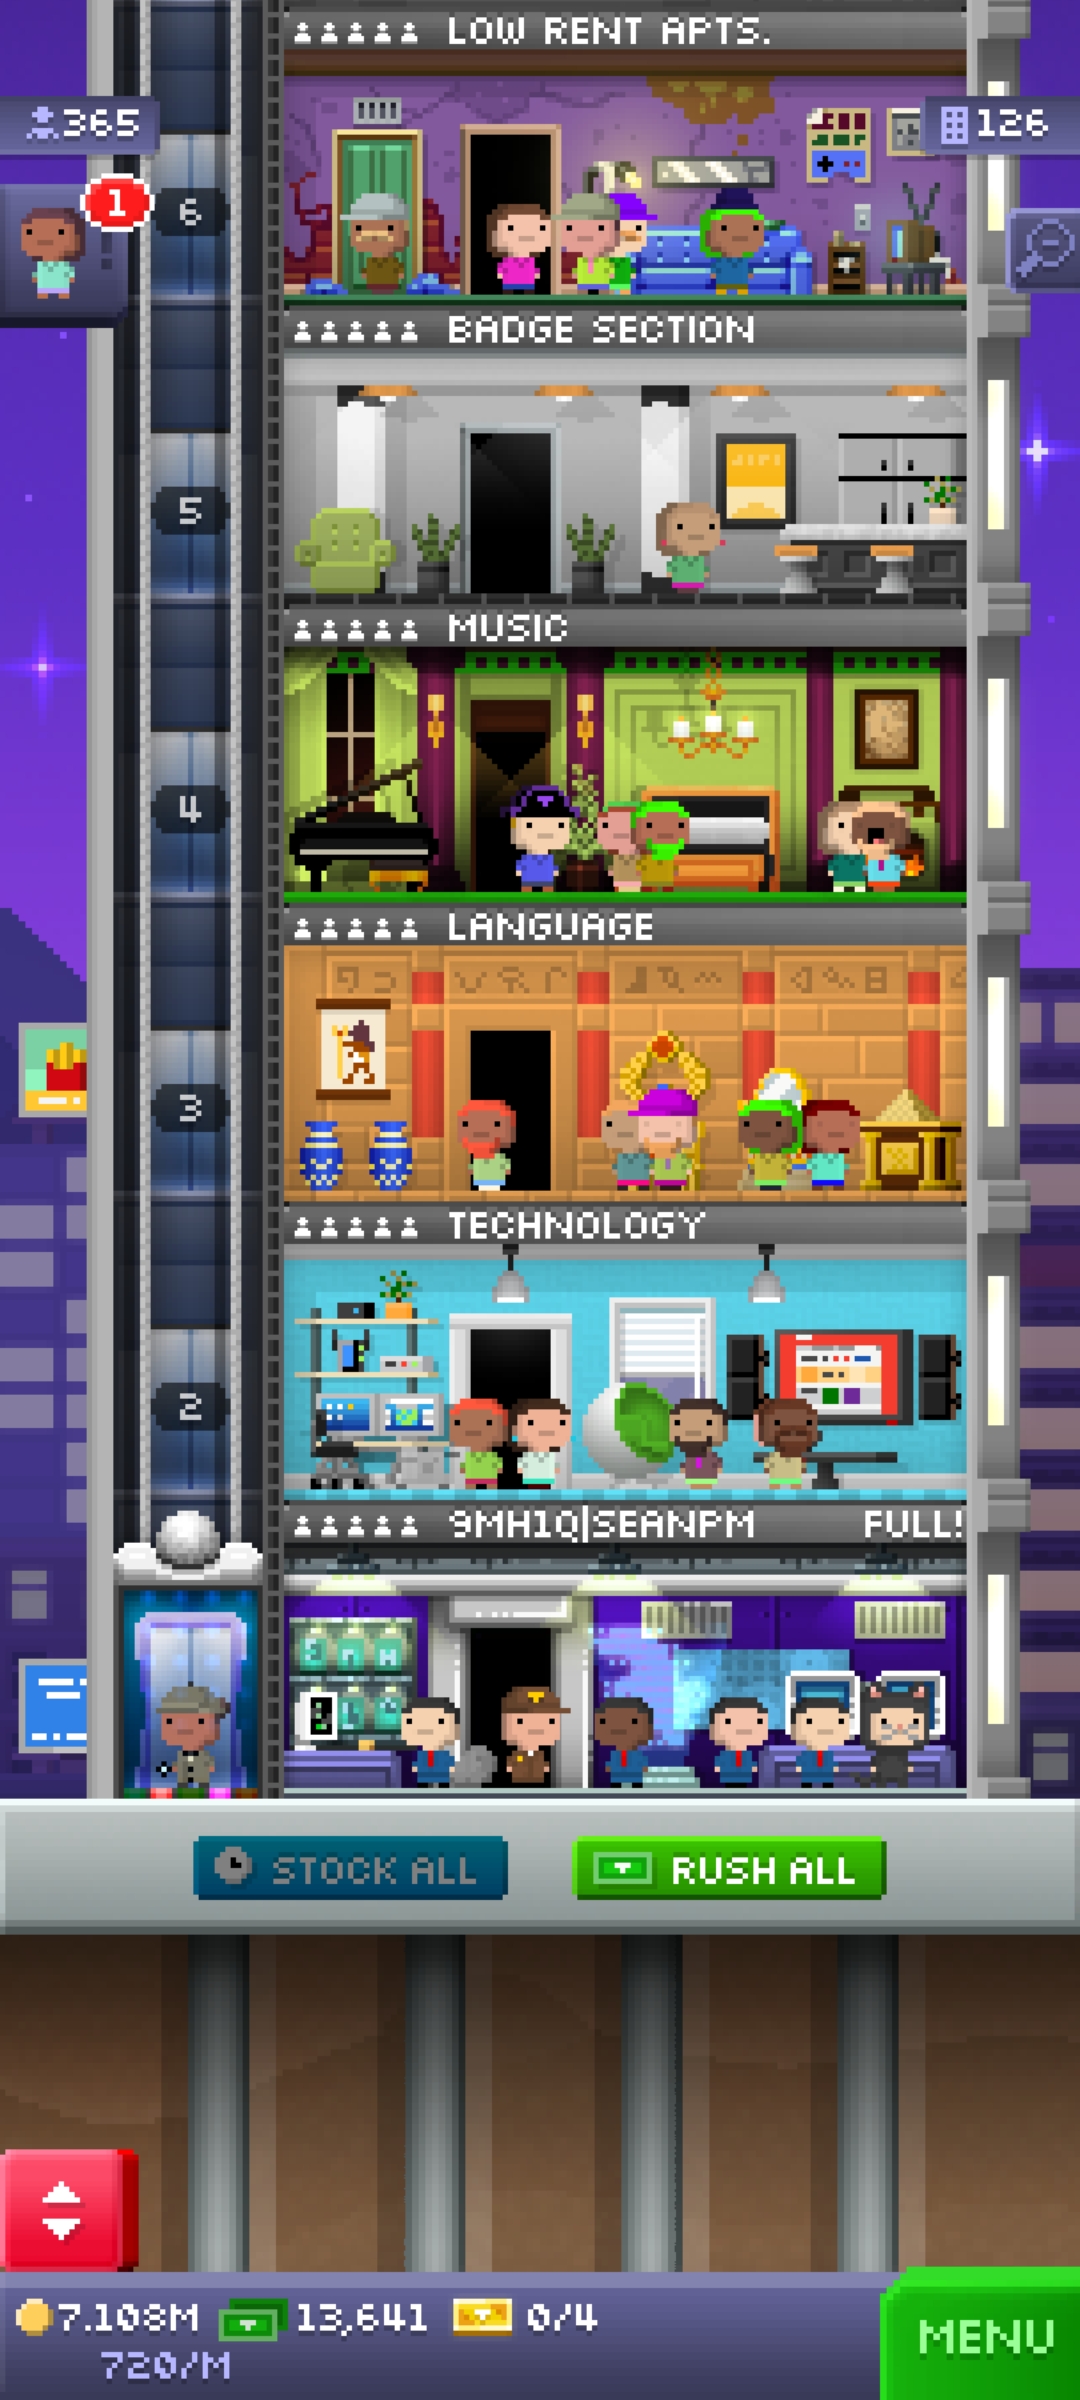 LOW RENT APTS.
365
126
1
6
BADGE SECTION
5
MUSIC
4
LANGUAGE
3
TECHNOLOGY
2
9MH1Q|SEANPM FULL!
STOCK ALL
RUSH ALL
7.108M 13,641 0/4
720/M
MENU